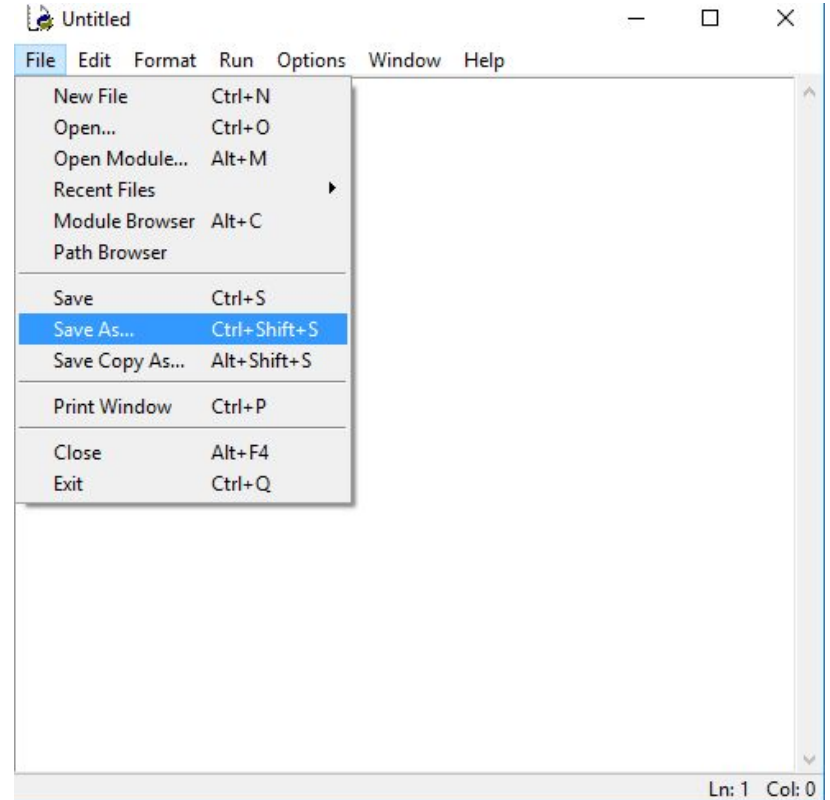 Untitled
File Edit Format Run Options Window Help
New File Ctrl+N
Open... Ctrl+O
Open Module... Alt+M
Recent Files
Module Browser Alt+C
Path Browser
Save Ctrl+S
Save As... Ctrl+Shift+S
Save Copy As... Alt+Shift+S
Print Window Ctrl+P
Close Alt+F4
Exit Ctrl+Q
Ln: 1 Col: 0